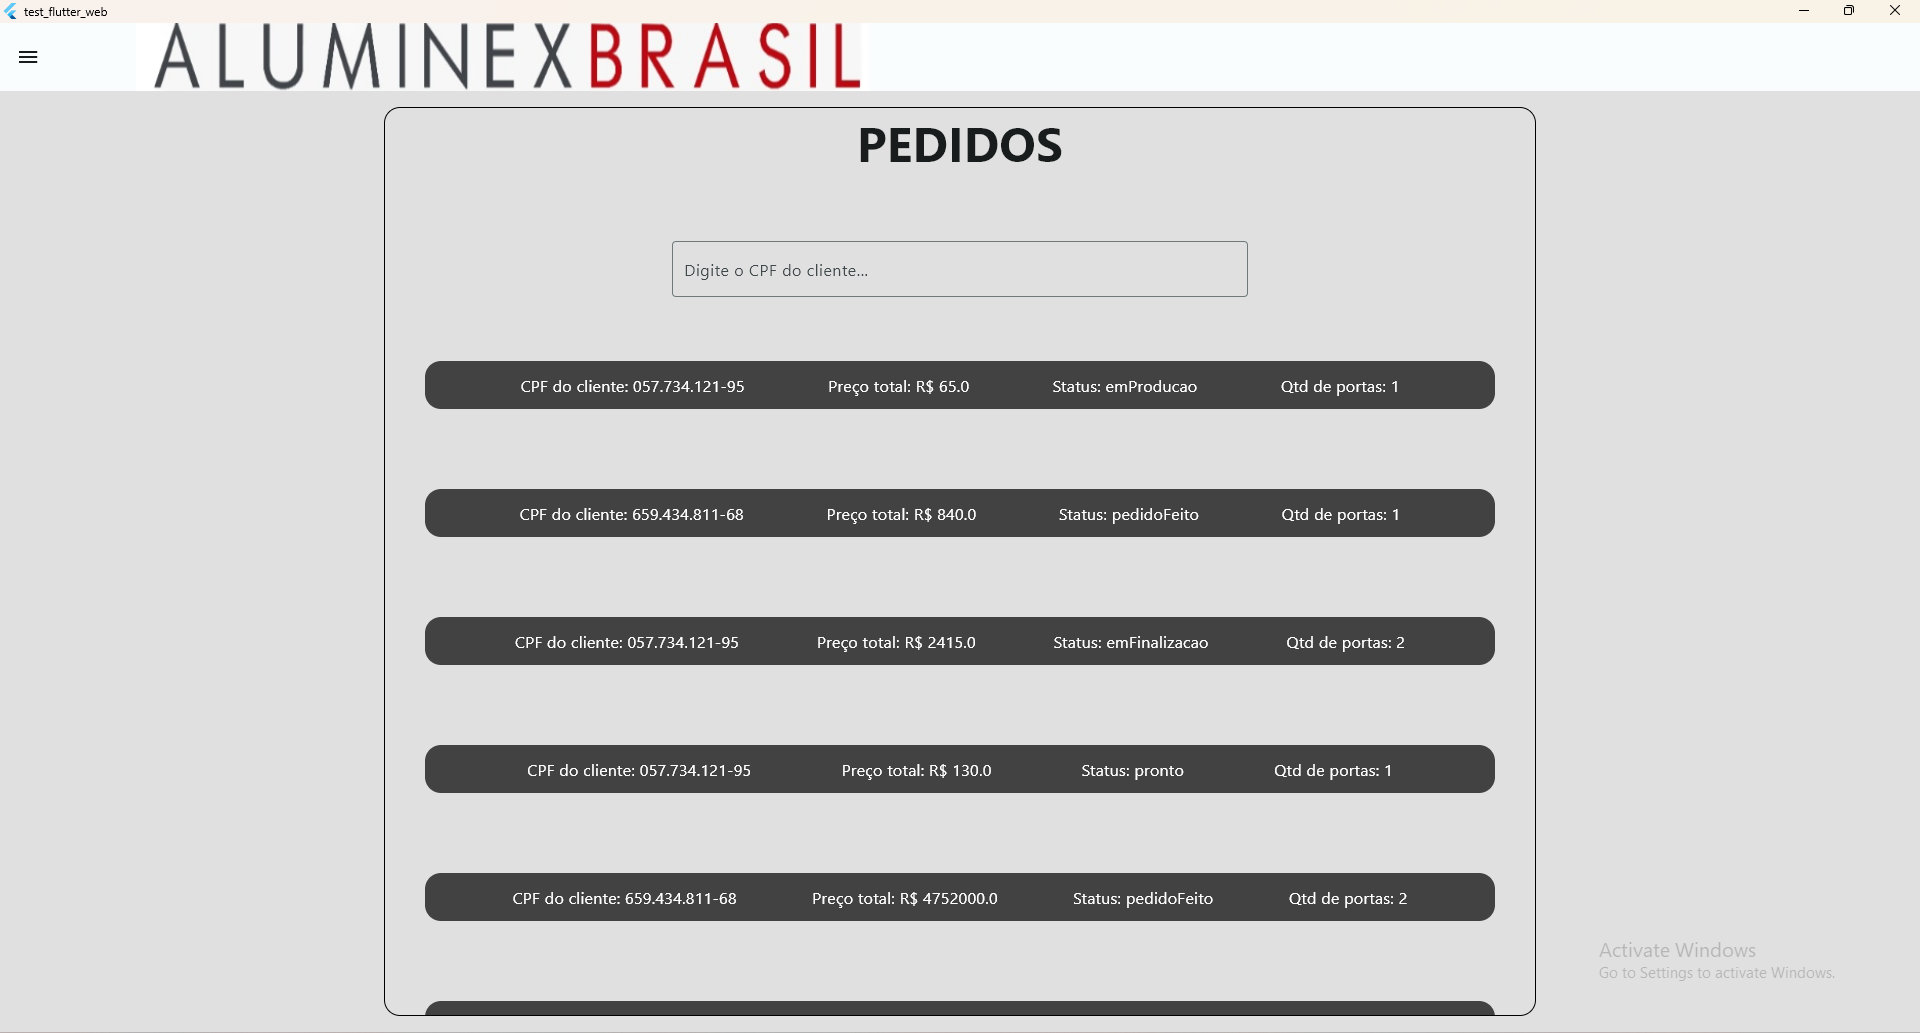 test_flutter_web
ALUMINEXBRASIL
PEDIDOS
Digite o CPF do cliente...
CPF do cliente: 057.734.121-95 Preço total: R$ 65.0 Status: emProducao Qtd de portas: 1
CPF do cliente: 659.434.811-68 Preço total: R$ 840.0 Status: pedidoFeito Qtd de portas: 1
CPF do cliente: 057.734.121-95 Preço total: R$ 2415.0 Status: emFinalizacao Qtd de portas: 2
CPF do cliente: 057.734.121-95 Preço total: R$ 130.0 Status: pronto Qtd de portas: 1
CPF do cliente: 659.434.811-68 Preço total: R$ 4752000.0 Status: pedidoFeito Qtd de portas: 2
Activate Windows
Go to Settings to activate Windows.